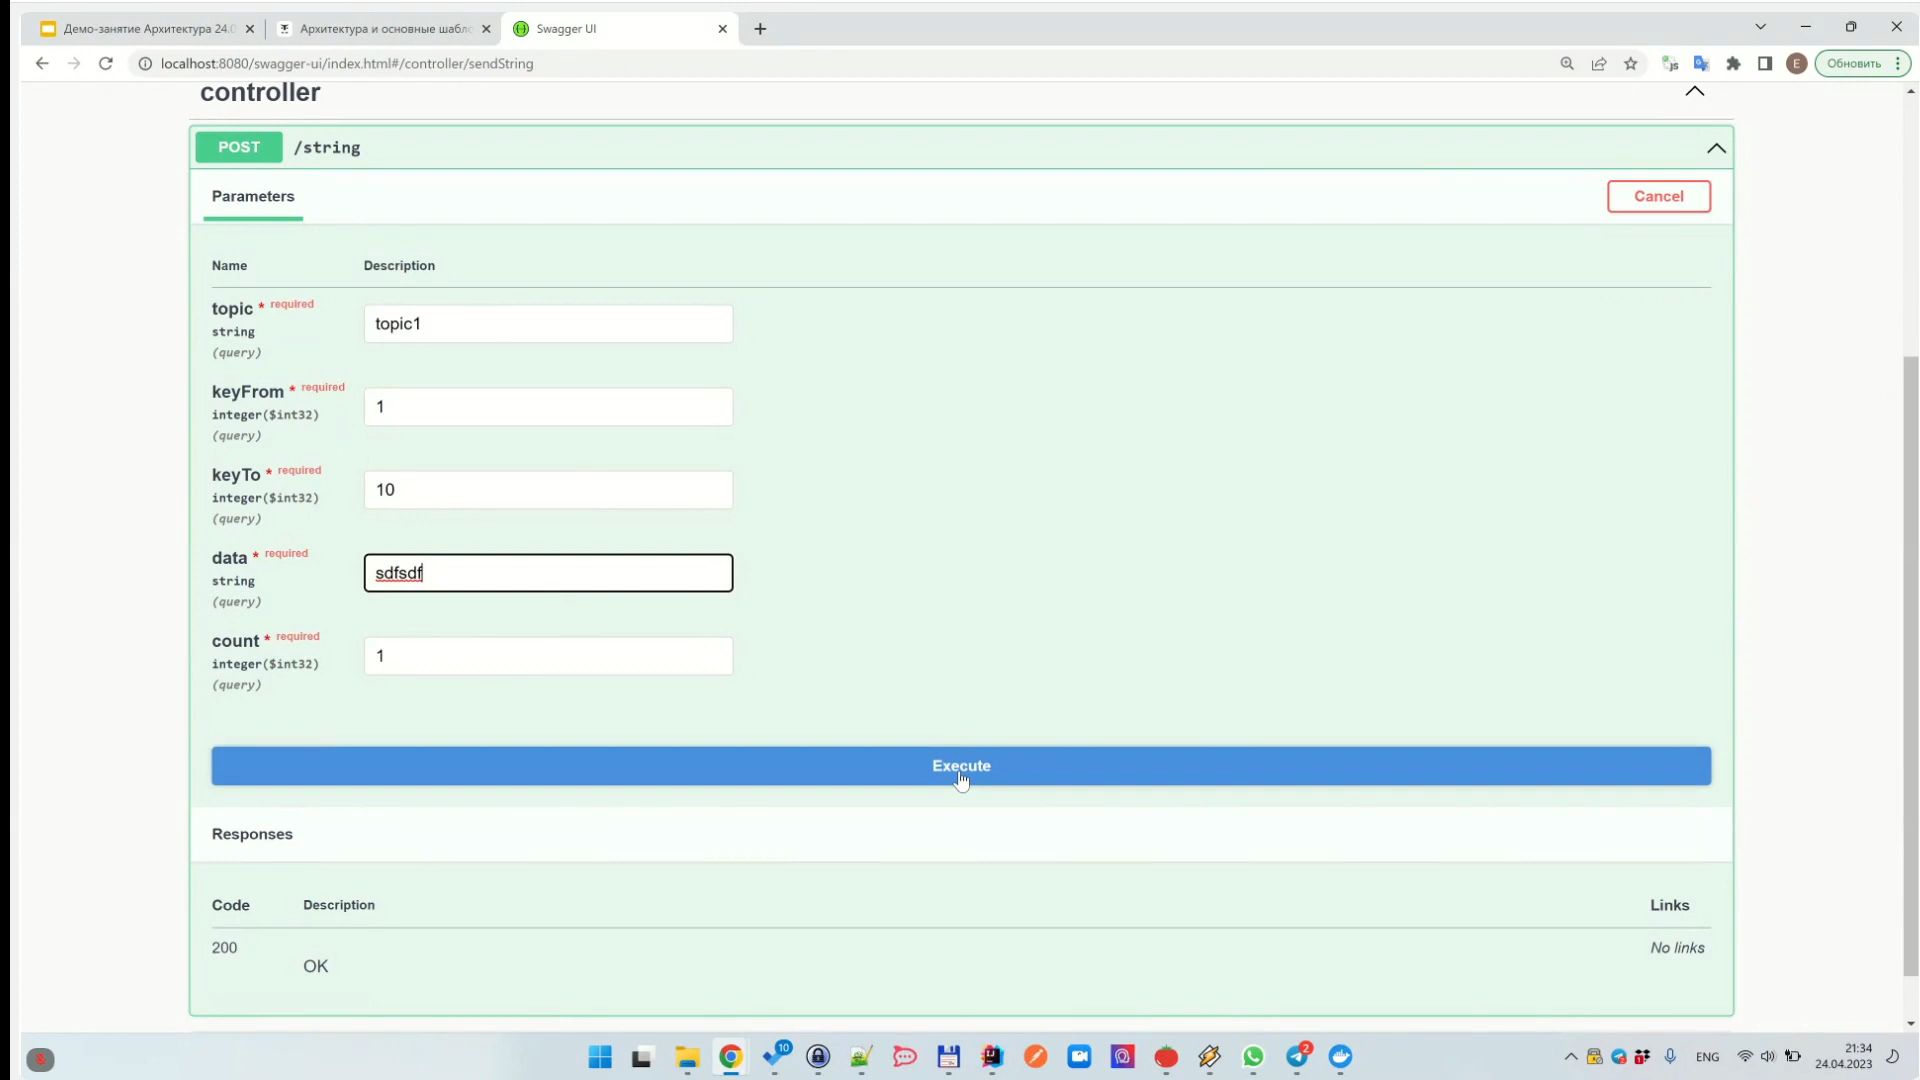 Демо-занятие Архитектура 24.0
Архитектура и основные шабло
Swagger UI
localhost:8080/swagger-ui/index.html#/controller/sendString
E
Обновить
controller
POST /string
Parameters
Cancel
Name Description
topic * required
string
(query)
topic1
keyFrom * required
integer($int32)
(query)
1
keyTo * required
integer($int32)
(query)
10
data * required
string
(query)
sdfsdf
count * required
integer($int32)
(query)
1
Execute
Responses
Code Description Links
200 No links
OK
10
2
ENG
21:34
24.04.2023